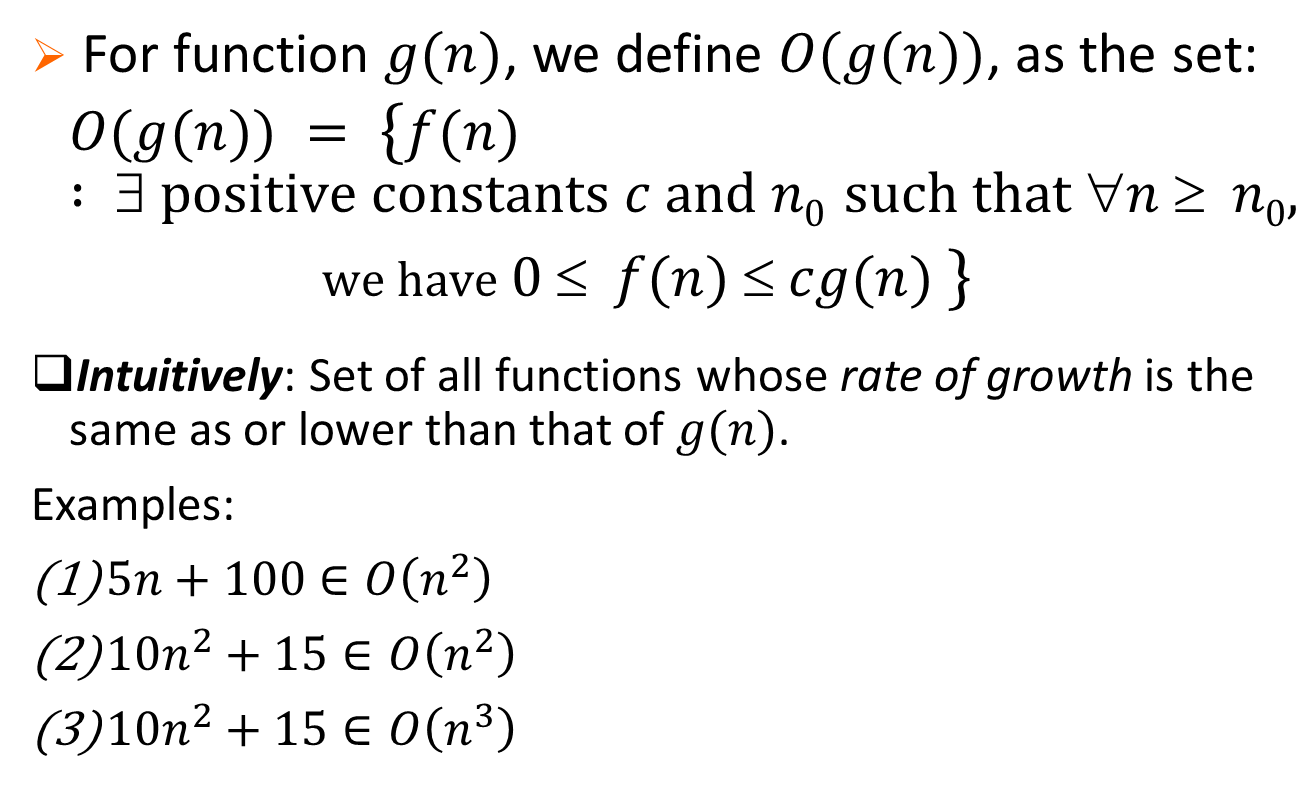 ➢ For function g(n), we define O(g(n)), as the set:
O(g(n)) = {f(n)
: ∃ positive constants c and n₀ such that ∀n ≥ n₀,
we have 0 ≤ f(n) ≤ cg(n) }
❑Intuitively: Set of all functions whose rate of growth is the
same as or lower than that of g(n).
Examples:
(1)5n + 100 ∈ O(n²)
(2)10n² + 15 ∈ O(n²)
(3)10n² + 15 ∈ O(n³)